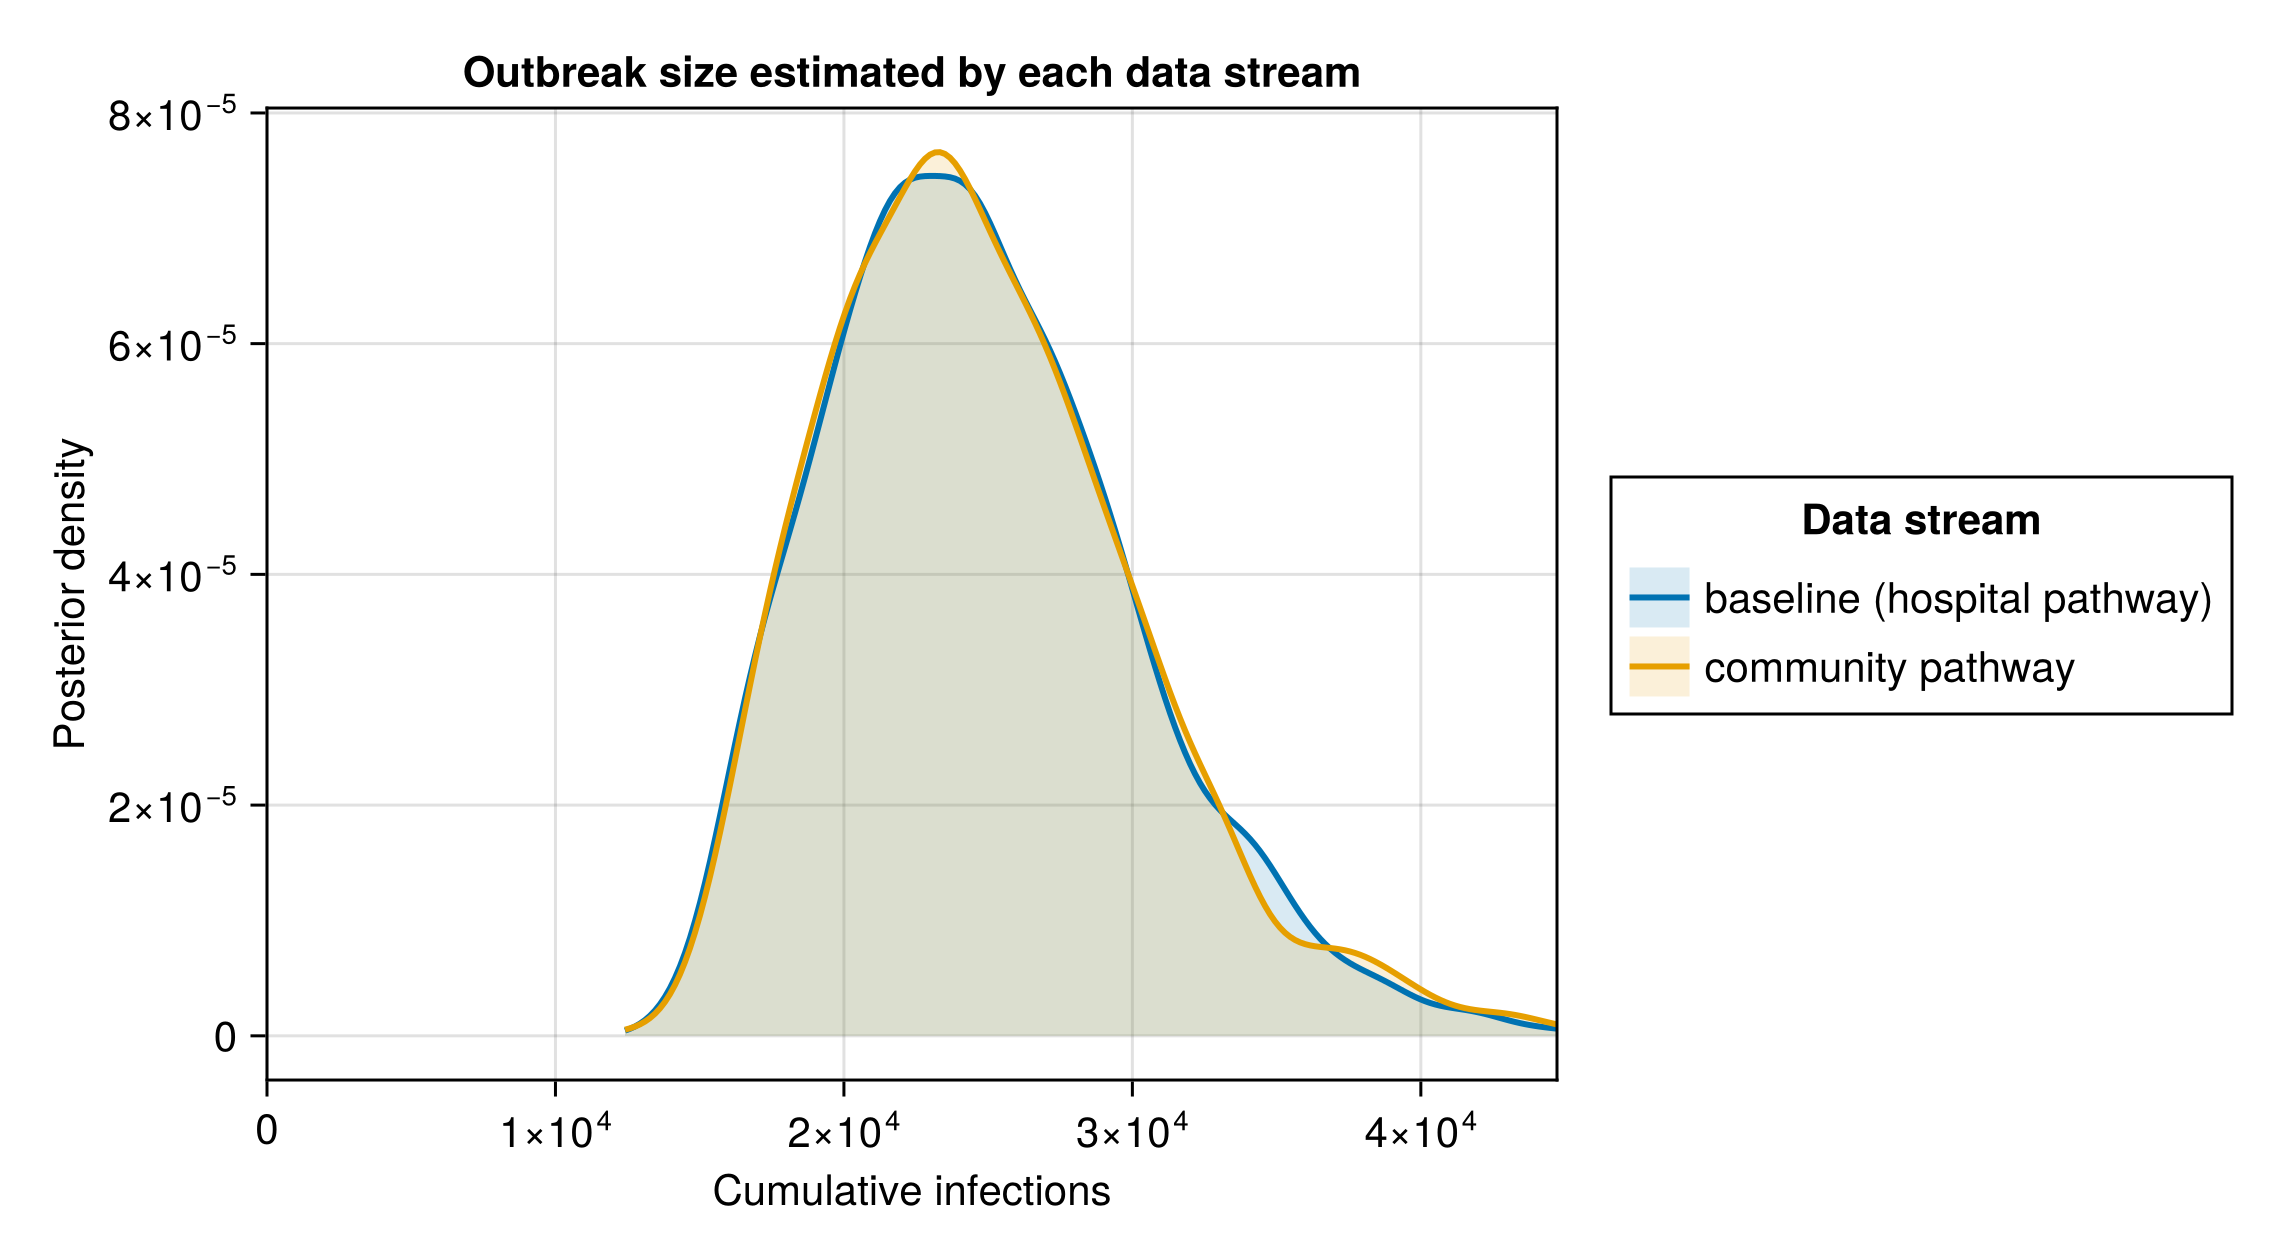 Outbreak size estimated by each data stream
8×10⁻⁵
6×10⁻⁵
4×10⁻⁵
2×10⁻⁵
0
Posterior density
0 1×10⁴ 2×10⁴ 3×10⁴ 4×10⁴
Cumulative infections
Data stream
baseline (hospital pathway)
community pathway